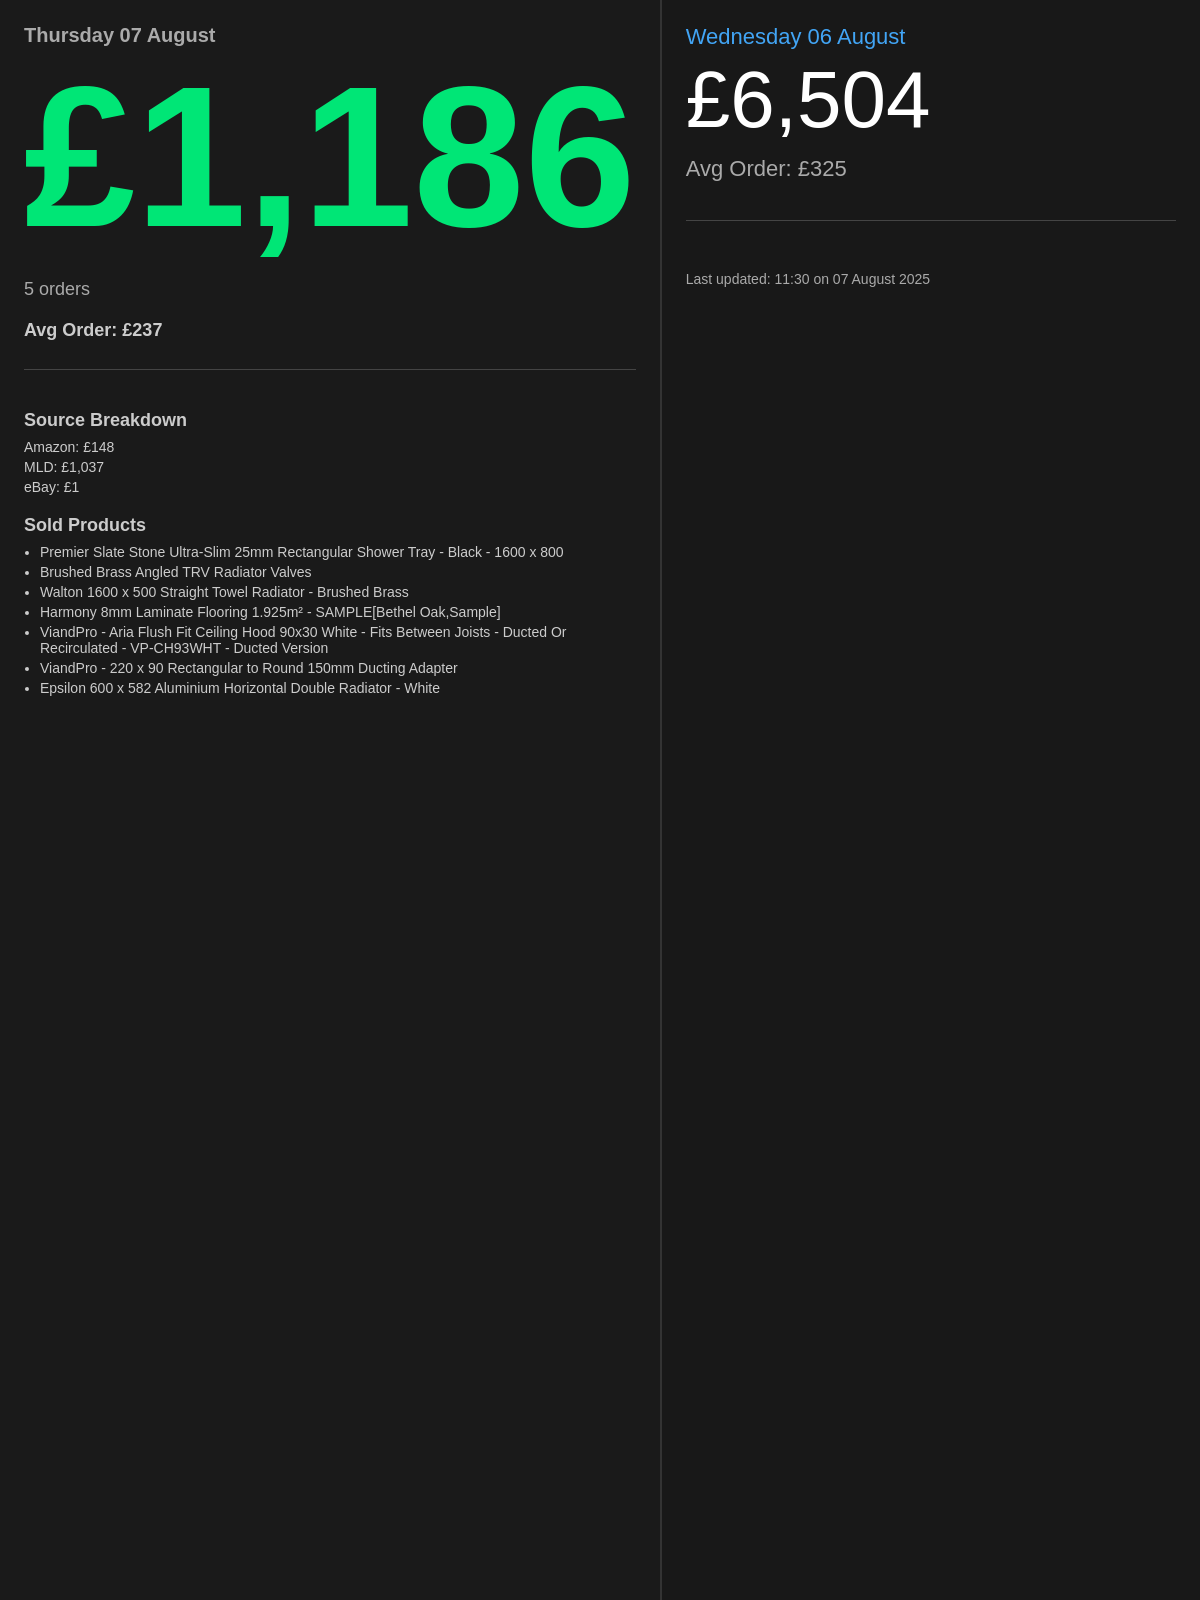 Thursday 07 August
£1,186
5 orders
Avg Order: £237
Source Breakdown
Amazon: £148
MLD: £1,037
eBay: £1
Sold Products
• Premier Slate Stone Ultra-Slim 25mm Rectangular Shower Tray - Black - 1600 x 800
• Brushed Brass Angled TRV Radiator Valves
• Walton 1600 x 500 Straight Towel Radiator - Brushed Brass
• Harmony 8mm Laminate Flooring 1.925m² - SAMPLE[Bethel Oak,Sample]
• ViandPro - Aria Flush Fit Ceiling Hood 90x30 White - Fits Between Joists - Ducted Or
Recirculated - VP-CH93WHT - Ducted Version
• ViandPro - 220 x 90 Rectangular to Round 150mm Ducting Adapter
• Epsilon 600 x 582 Aluminium Horizontal Double Radiator - White
Wednesday 06 August
£6,504
Avg Order: £325
Last updated: 11:30 on 07 August 2025